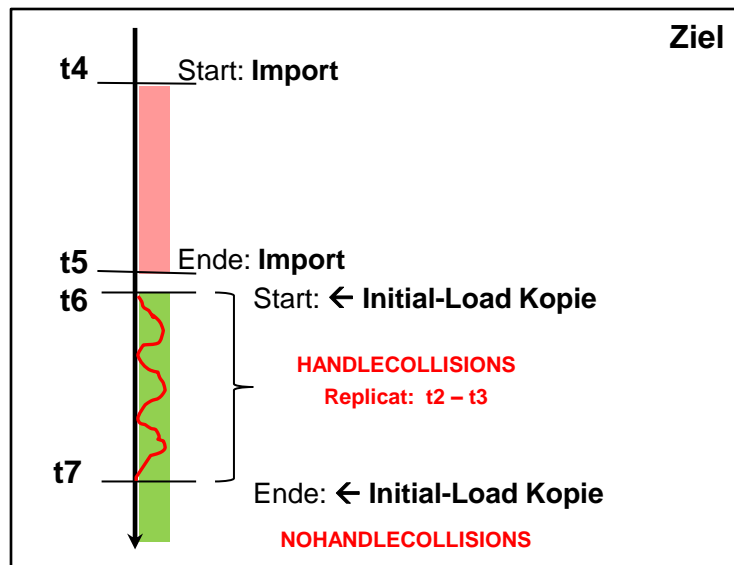 Ziel
t4 Start: Import
t5 Ende: Import
t6 Start: ← Initial-Load Kopie
HANDLECOLLISIONS
Replicat: t2 – t3
t7
Ende: ← Initial-Load Kopie
NOHANDLECOLLISIONS